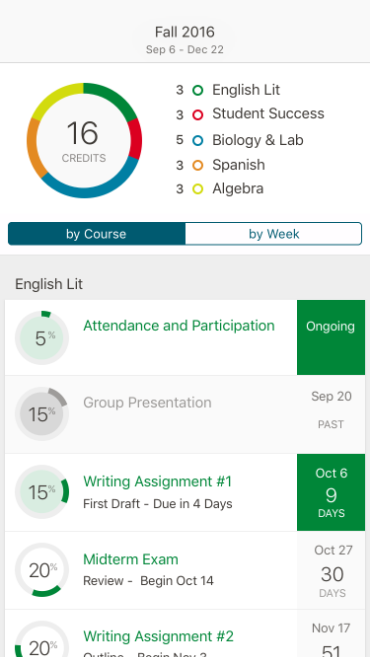 Fall 2016
Sep 6 - Dec 22
16
CREDITS
3 English Lit
3 Student Success
5 Biology & Lab
3 Spanish
3 Algebra
by Course
by Week
English Lit
5%
Attendance and Participation
Ongoing
15%
Group Presentation
Sep 20
PAST
15%
Writing Assignment #1
First Draft - Due in 4 Days
Oct 6
9
DAYS
20%
Midterm Exam
Review - Begin Oct 14
Oct 27
30
DAYS
20%
Writing Assignment #2
Outline - Begin Nov 3
Nov 17
51